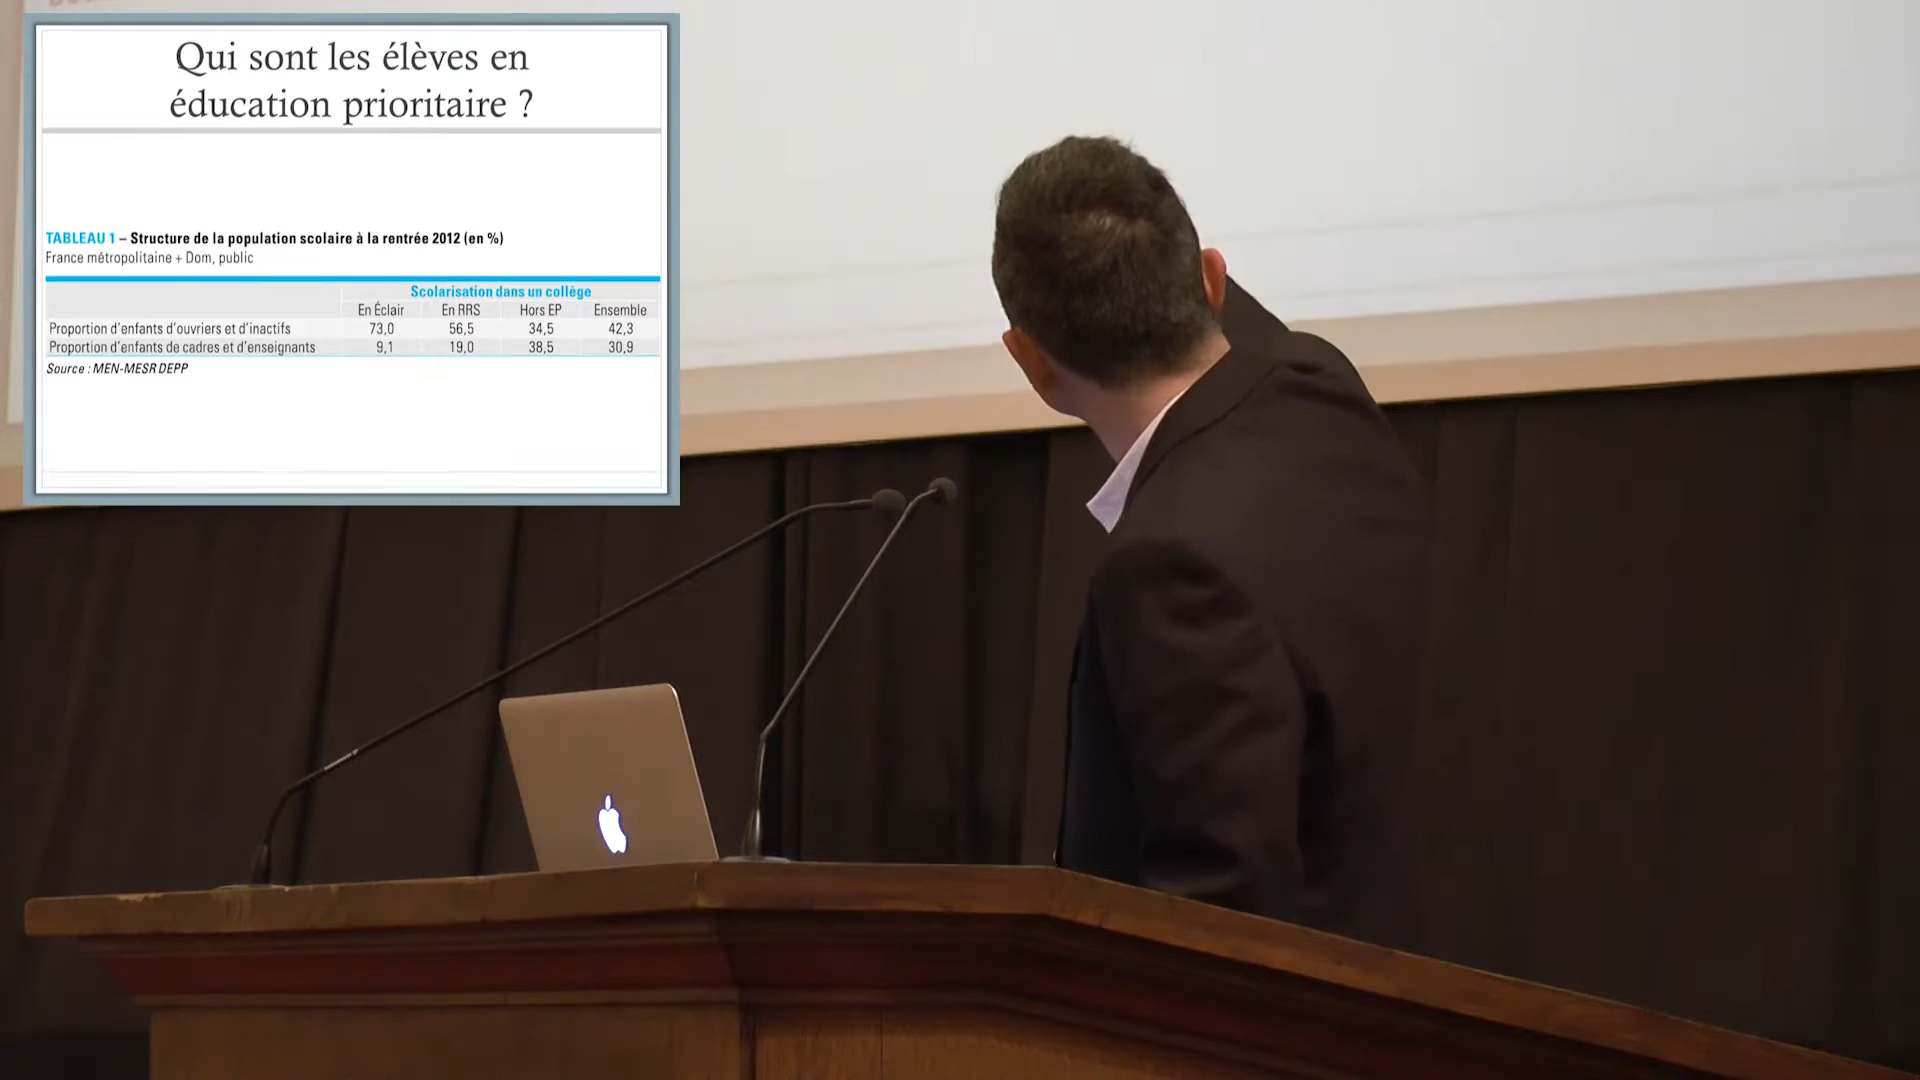 Qui sont les élèves en
éducation prioritaire ?
TABLEAU 1 – Structure de la population scolaire à la rentrée 2012 (en %)
France métropolitaine + Dom, public
Scolarisation dans un collège
En Éclair En RRS Hors EP Ensemble
Proportion d'enfants d'ouvriers et d'inactifs 73,0 56,5 34,5 42,3
Proportion d'enfants de cadres et d'enseignants 9,1 19,0 38,5 30,9
Source : MEN-MESR DEPP